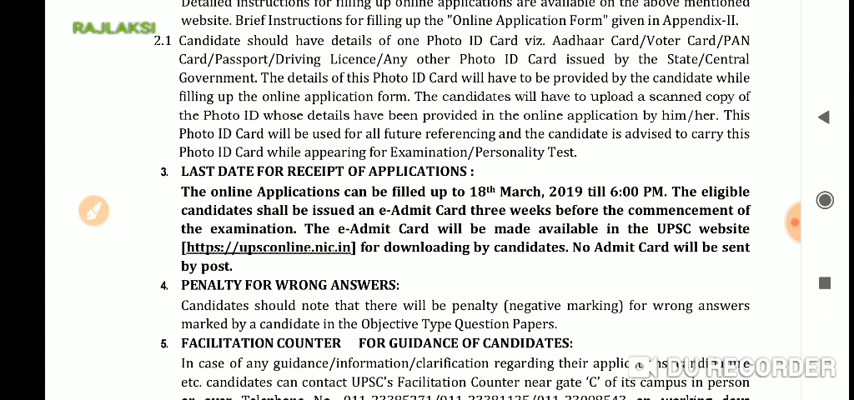 Detailed instructions for filling up online applications are available on the above mentioned
website. Brief Instructions for filling up the "Online Application Form" given in Appendix-II.
RAJLAKSI
2.1 Candidate should have details of one Photo ID Card viz. Aadhaar Card/Voter Card/PAN
Card/Passport/Driving Licence/Any other Photo ID Card issued by the State/Central
Government. The details of this Photo ID Card will have to be provided by the candidate while
filling up the online application form. The candidates will have to upload a scanned copy of
the Photo ID whose details have been provided in the online application by him/her. This
Photo ID Card will be used for all future referencing and the candidate is advised to carry this
Photo ID Card while appearing for Examination/Personality Test.
3. LAST DATE FOR RECEIPT OF APPLICATIONS :
The online Applications can be filled up to 18th March, 2019 till 6:00 PM. The eligible
candidates shall be issued an e-Admit Card three weeks before the commencement of
the examination. The e-Admit Card will be made available in the UPSC website
[https://upsconline.nic.in] for downloading by candidates. No Admit Card will be sent
by post.
4. PENALTY FOR WRONG ANSWERS:
Candidates should note that there will be penalty (negative marking) for wrong answers
marked by a candidate in the Objective Type Question Papers.
5. FACILITATION COUNTER FOR GUIDANCE OF CANDIDATES:
In case of any guidance/information/clarification regarding their
DU RECORDER
etc. candidates can contact UPSC's Facilitation Counter near gate 'C' of its campus in person
or over Telephone No. 011-23385271/011-23381125/011-23098543 on working days